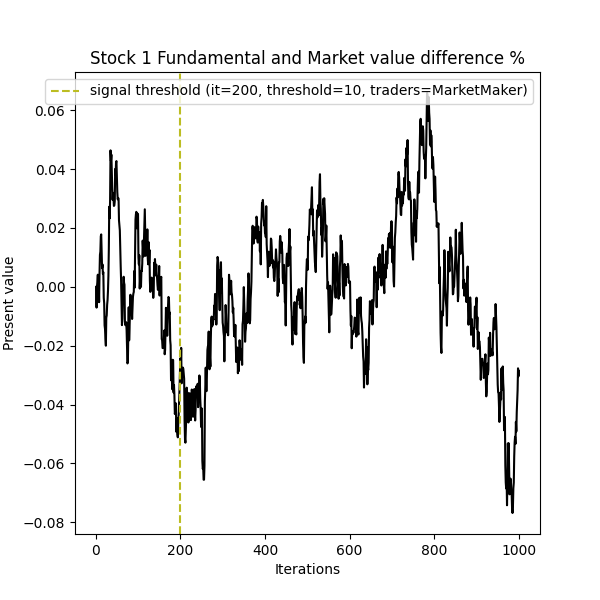 Stock 1 Fundamental and Market value difference %
signal threshold (it=200, threshold=10, traders=MarketMaker)
0.06
0.04
0.02
0.00
−0.02
−0.04
−0.06
−0.08
Present value
0 200 400 600 800 1000
Iterations